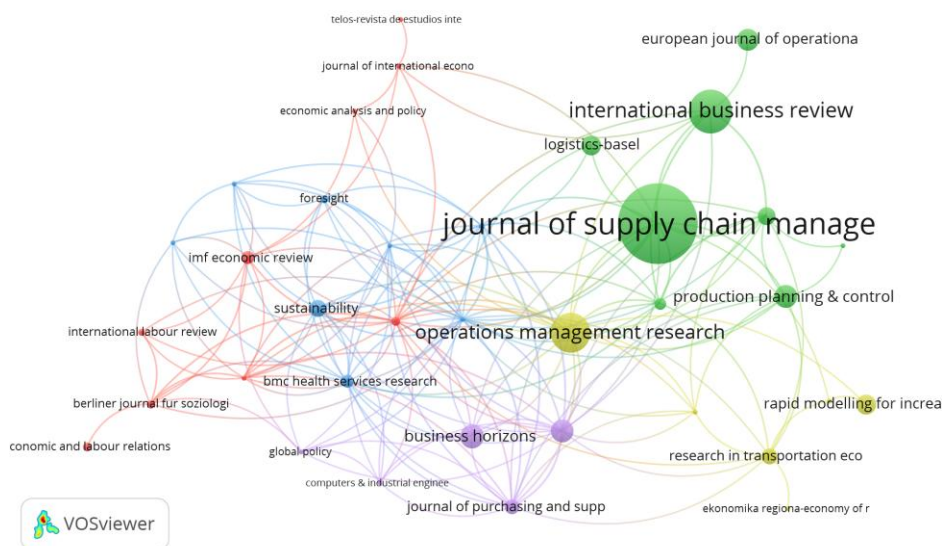 telos-revista de estudios inte
european journal of operationa
journal of international econo
international business review
economic analysis and policy
logistics-basel
foresight
journal of supply chain manage
imf economic review
production planning & control
sustainability
international labour review
operations management research
bmc health services research
berliner journal fur soziologi
rapid modelling for increa
business horizons
conomic and labour relations
global policy
research in transportation eco
computers & industrial enginee
journal of purchasing and supp
ekonomika regiona-economy of r
VOSviewer